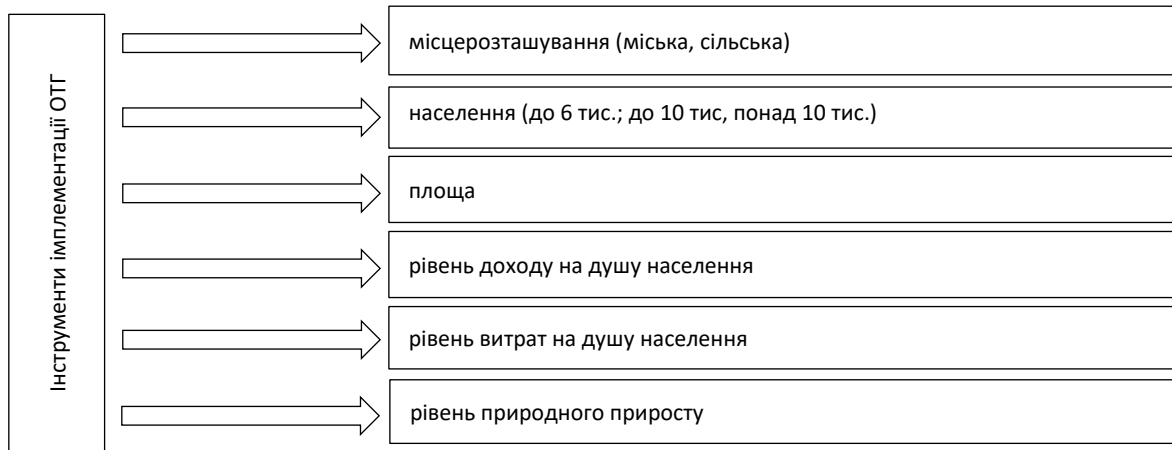 Інструменти імплементації ОТГ
місцерозташування (міська, сільська)
населення (до 6 тис.; до 10 тис, понад 10 тис.)
площа
рівень доходу на душу населення
рівень витрат на душу населення
рівень природного приросту